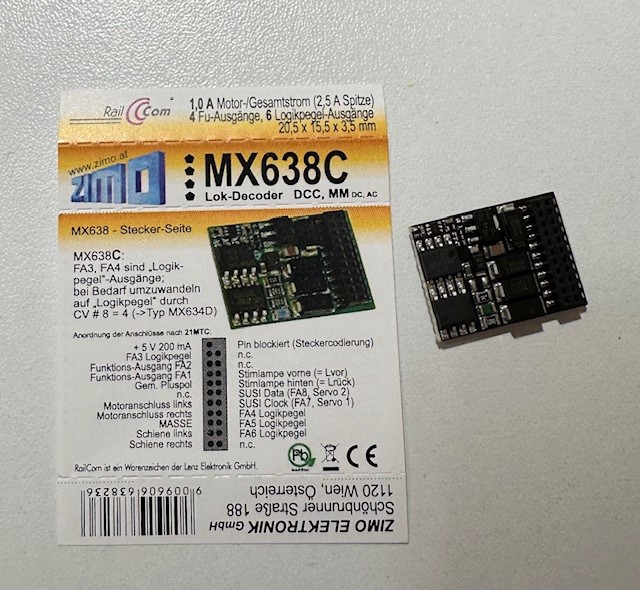 RailCom®
1,0 A Motor-/Gesamtstrom (2,5 A Spitze)
4 Fu-Ausgänge, 6 Logikpegel-Ausgänge
20,5 x 15,5 x 3,5 mm
www.zimo.at
ZIMO
MX638C
Lok-Decoder DCC, MM DC, AC
MX638 - Stecker-Seite
MX638C:
FA3, FA4 sind „Logik-
pegel“-Ausgänge;
bei Bedarf umzuwandeln
auf „Logikpegel“ durch
CV # 8 = 4 (->Typ MX634D)
Anordnung der Anschlüsse nach 21MTC:
+ 5 V 200 mA Pin blockiert (Steckercodierung)
FA3 Logikpegel n.c.
Funktions-Ausgang FA2 n.c.
Funktions-Ausgang FA1 Stirnlampe vorne (= Lvor)
Gem. Pluspol Stirnlampe hinten (= Lrück)
n.c. SUSI Data (FA8, Servo 2)
Motoranschluss links SUSI Clock (FA7, Servo 1)
Motoranschluss rechts FA4 Logikpegel
MASSE FA5 Logikpegel
Schiene links FA6 Logikpegel
Schiene rechts n.c.
Pb
CE
RailCom ist ein Warenzeichen der Lenz Elektronik GmbH.
ZIMO ELEKTRONIK GmbH
Schönbrunner Straße 188
1120 Wien, Österreich
9 009606 638236